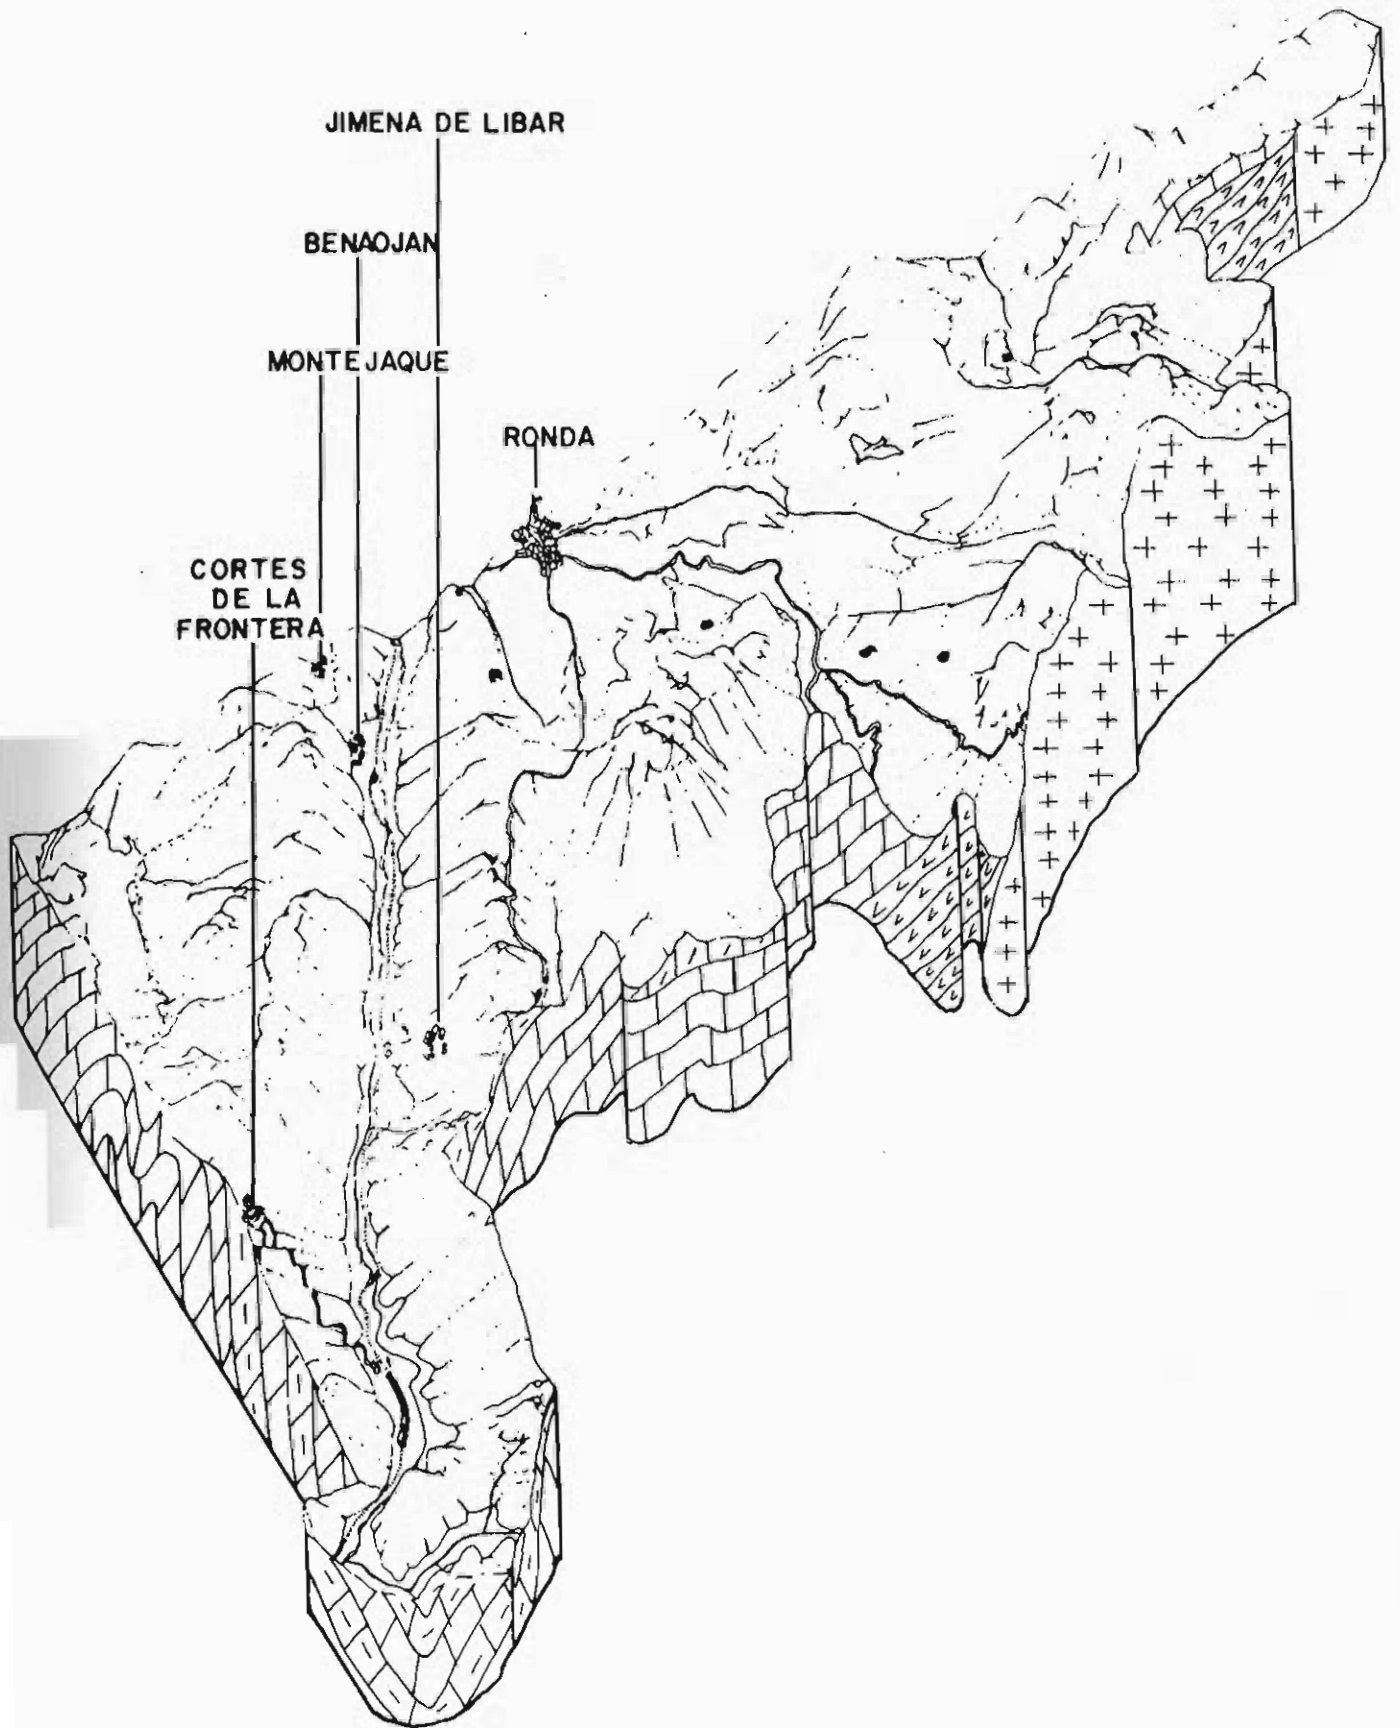 JIMENA DE LIBAR
BENAOJAN
MONTEJAQUE
RONDA
CORTES
DE LA
FRONTERA